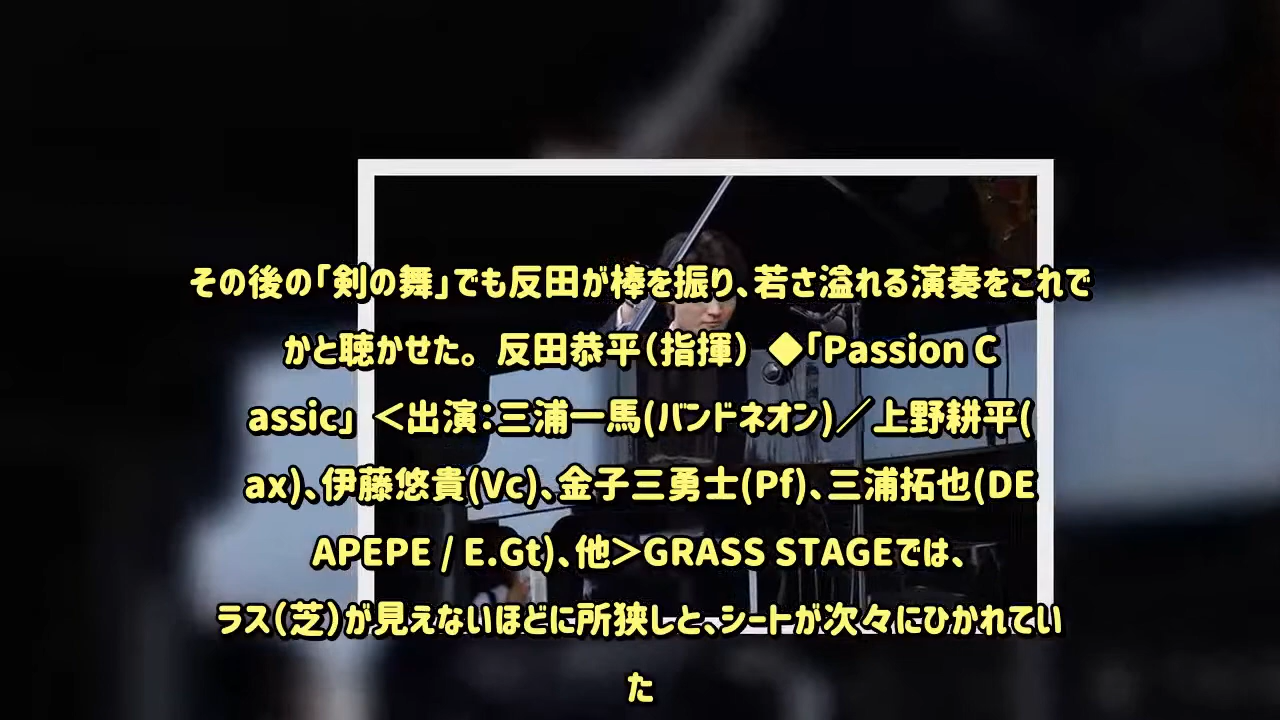 その後の「剣の舞」でも反田が棒を振り、若さ溢れる演奏をこれで
かと聴かせた。 反田恭平（指揮） ◆「Passion C
assic」 ＜出演：三浦一馬(バンドネオン)／上野耕平(
ax)、伊藤悠貴(Vc)、金子三勇士(Pf)、三浦拓也(DE
APEPE / E.Gt)、他＞GRASS STAGEでは、
ラス（芝）が見えないほどに所狭しと、シートが次々にひかれてい
た